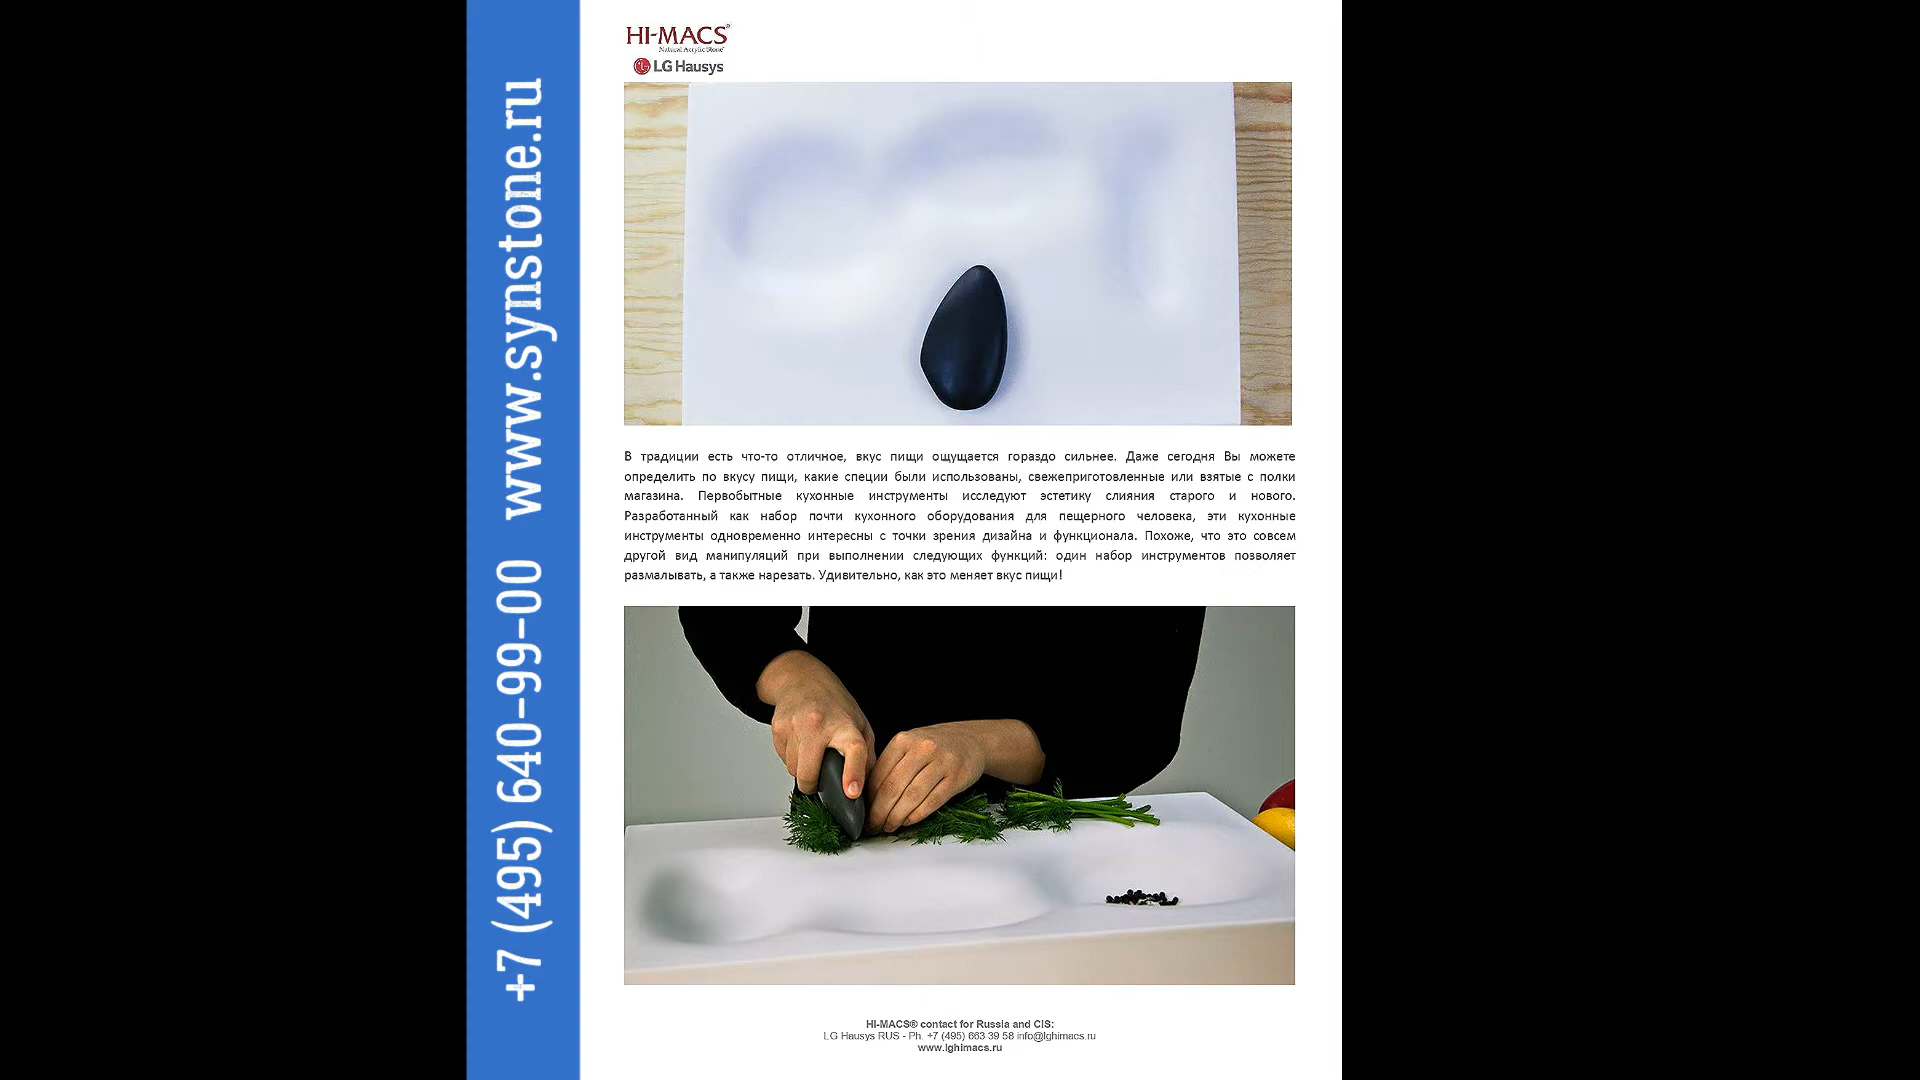 +7 (495) 640-99-00 www.synstone.ru
HI-MACS®
Natural Acrylic Stone™
LG Hausys
В традиции есть что-то отличное, вкус пищи ощущается гораздо сильнее. Даже сегодня Вы можете
определить по вкусу пищи, какие специи были использованы, свежеприготовленные или взятые с полки
магазина. Первобытные кухонные инструменты исследуют эстетику слияния старого и нового.
Разработанный как набор почти кухонного оборудования для пещерного человека, эти кухонные
инструменты одновременно интересны с точки зрения дизайна и функционала. Похоже, что это совсем
другой вид манипуляций при выполнении следующих функций: один набор инструментов позволяет
размалывать, а также нарезать. Удивительно, как это меняет вкус пищи!
HI-MACS® contact for Russia and CIS:
LG Hausys RUS - Ph. +7 (495) 663 39 58 info@lghimacs.ru
www.lghimacs.ru